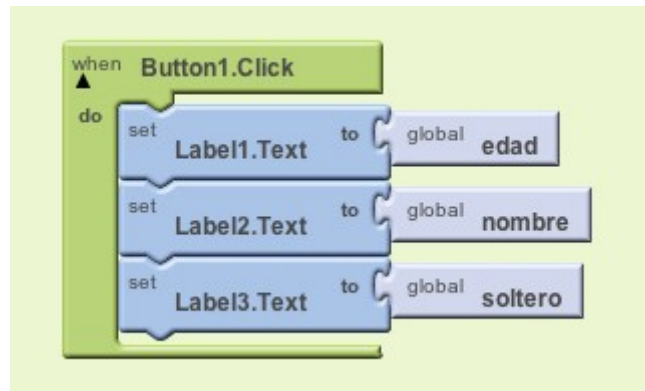 when Button1.Click
do
set Label1.Text to global edad
set Label2.Text to global nombre
set Label3.Text to global soltero